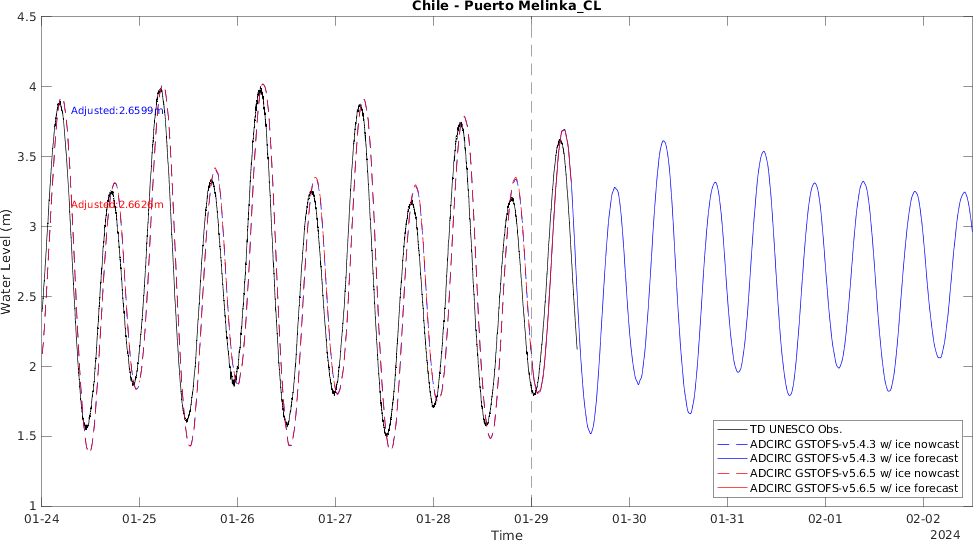 Chile - Puerto Melinka_CL
4.5
4
3.5
3
2.5
2
1.5
1
Water Level (m)
Adjusted:2.6599m
Adjusted:2.6626m
TD UNESCO Obs.
ADCIRC GSTOFS-v5.4.3 w/ ice nowcast
ADCIRC GSTOFS-v5.4.3 w/ ice forecast
ADCIRC GSTOFS-v5.6.5 w/ ice nowcast
ADCIRC GSTOFS-v5.6.5 w/ ice forecast
01-24 01-25 01-26 01-27 01-28 01-29 01-30 01-31 02-01 02-02
Time
2024